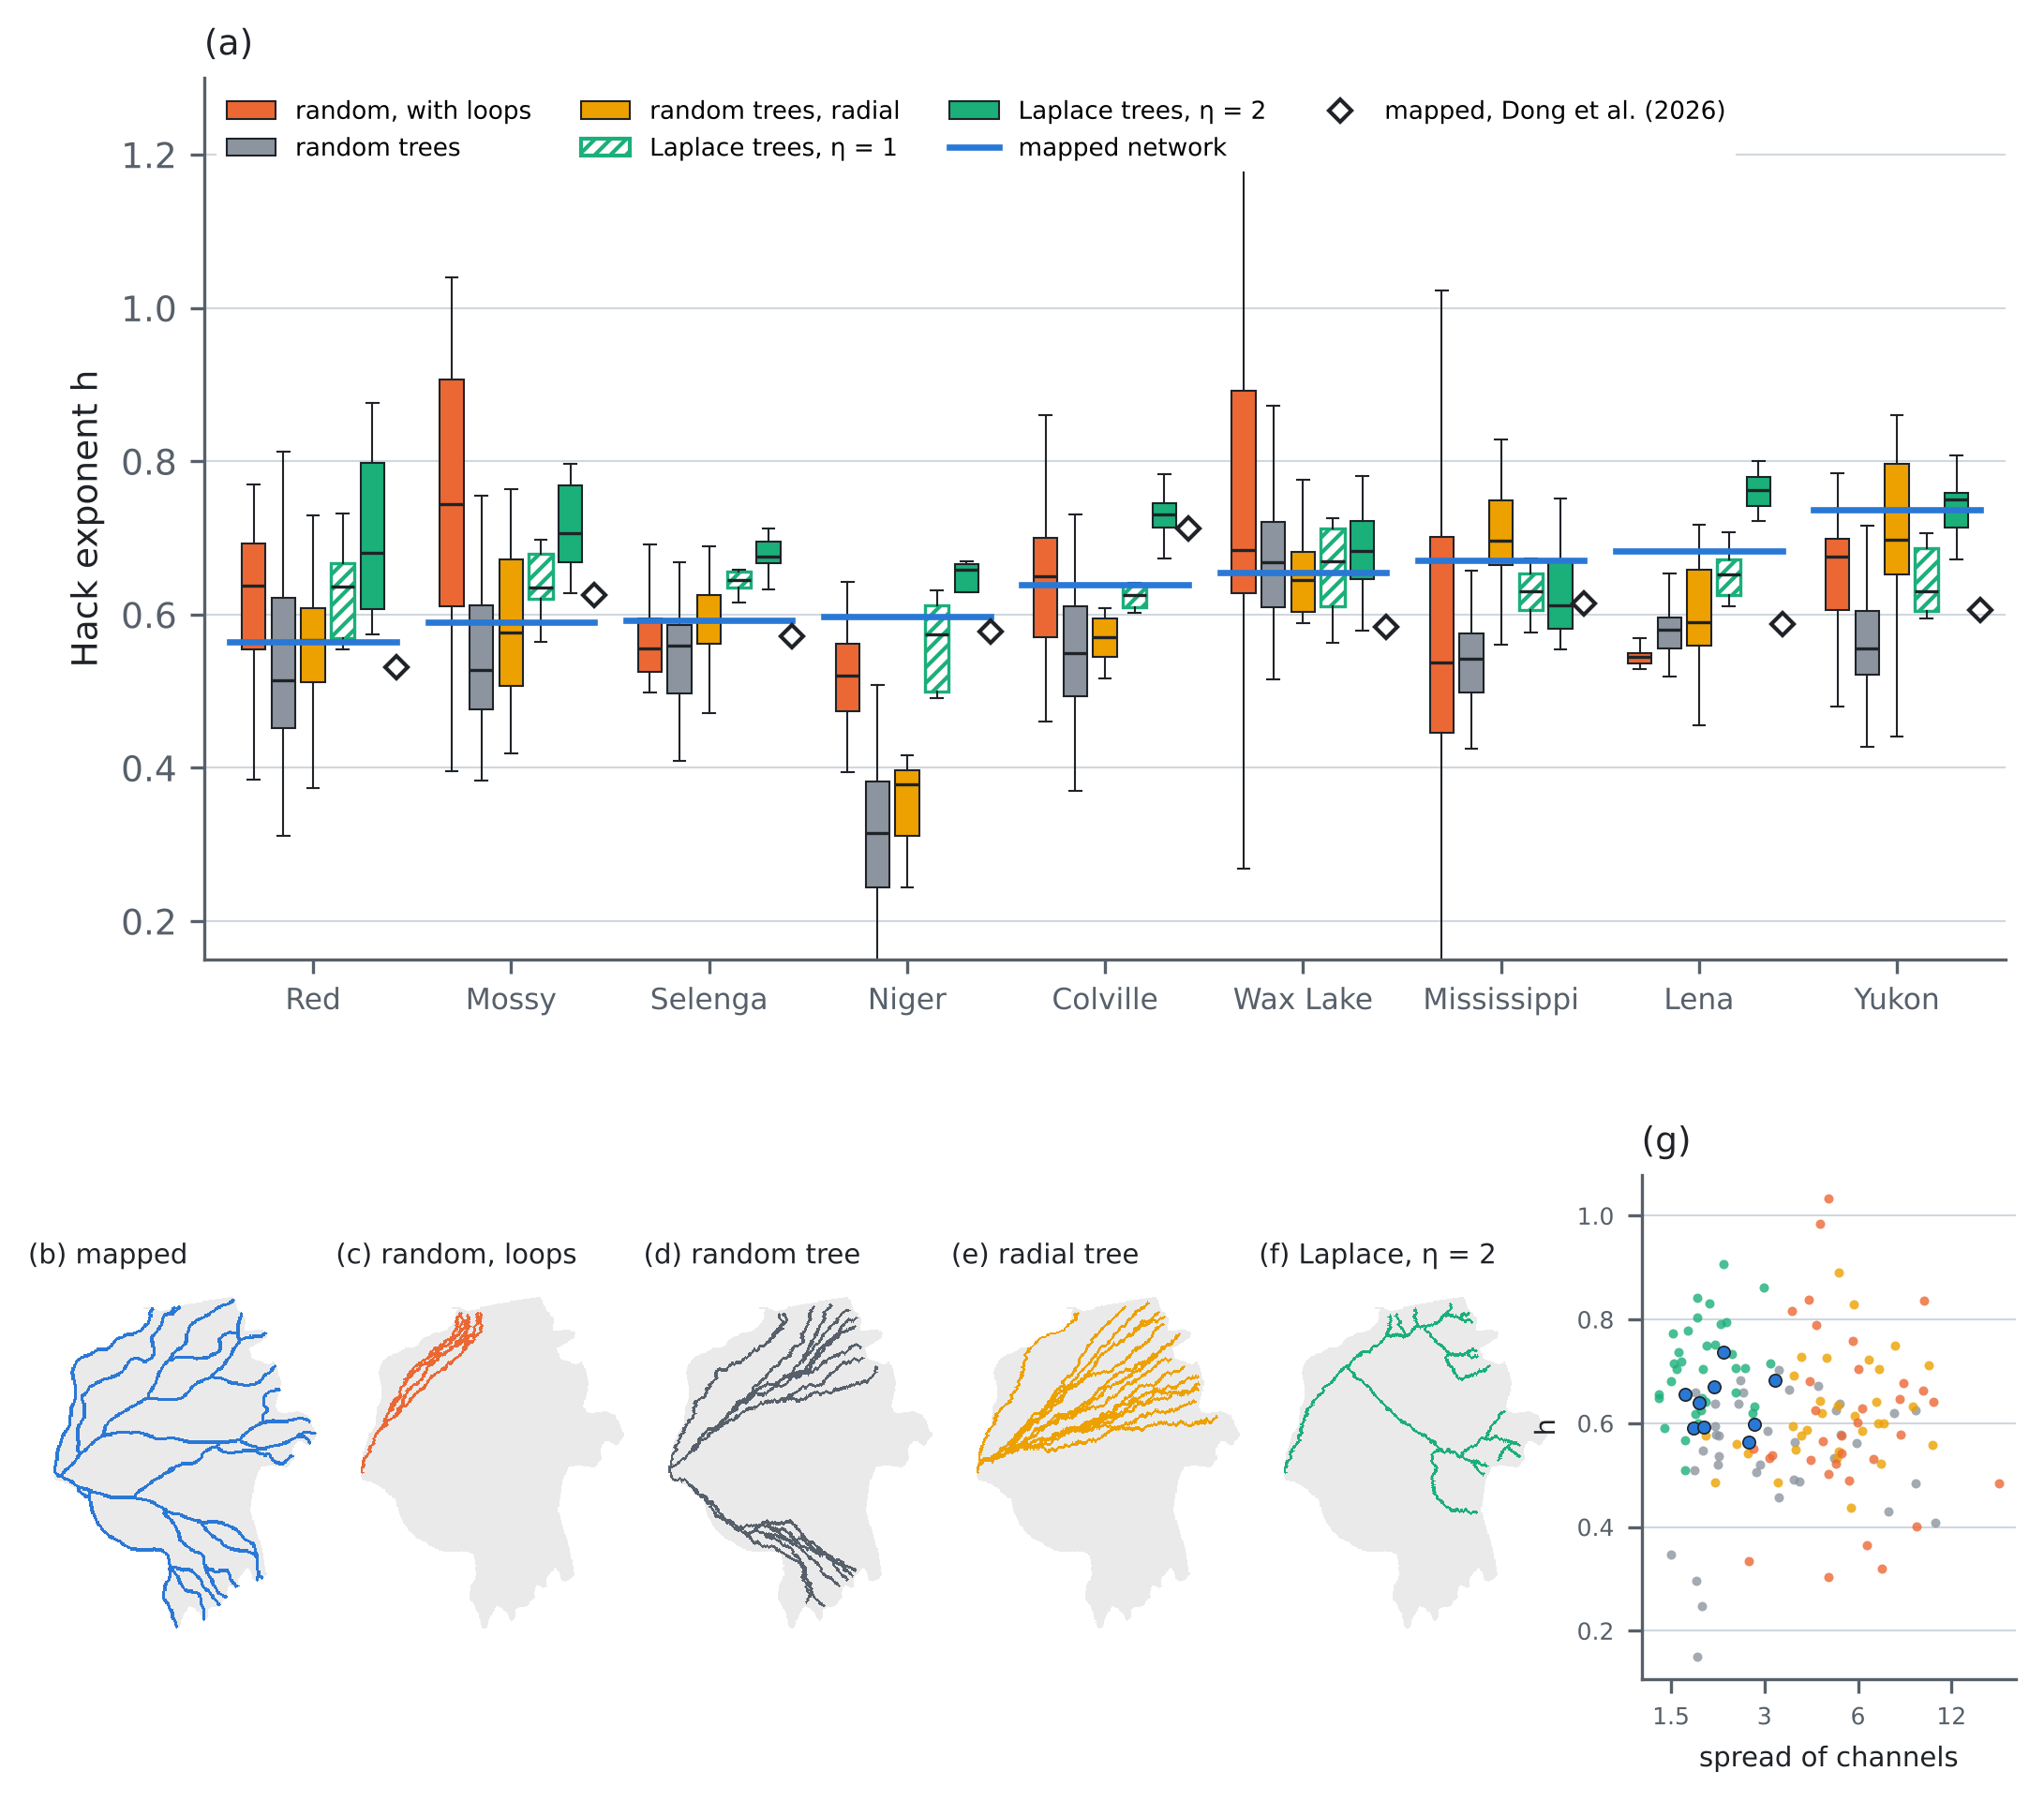 (a)
random, with loops
random trees, radial
Laplace trees, η = 2
mapped, Dong et al. (2026)
random trees
Laplace trees, η = 1
mapped network
Hack exponent h
1.2
1.0
0.8
0.6
0.4
0.2
Red
Mossy
Selenga
Niger
Colville
Wax Lake
Mississippi
Lena
Yukon
(b) mapped
(c) random, loops
(d) random tree
(e) radial tree
(f) Laplace, η = 2
(g)
h
1.0
0.8
0.6
0.4
0.2
1.5
3
6
12
spread of channels